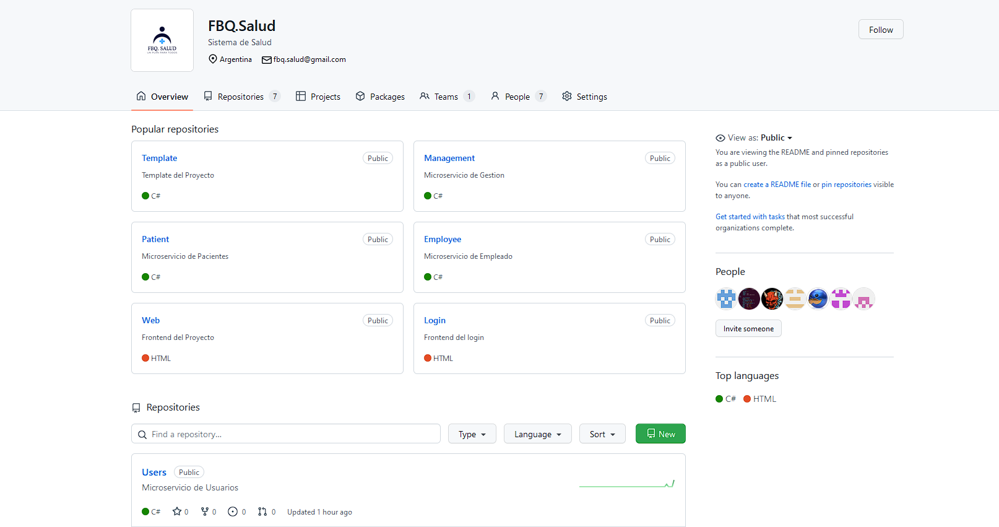 FBQ. SALUD
UN PLAN PARA TODOS
FBQ.Salud
Sistema de Salud
Argentina fbq.salud@gmail.com
Follow
Overview Repositories 7 Projects Packages Teams 1 People 7 Settings
Popular repositories
Template Public
Template del Proyecto
C#
Management Public
Microservicio de Gestion
C#
Patient Public
Microservicio de Pacientes
C#
Employee Public
Microservicio de Empleado
C#
Web Public
Frontend del Proyecto
HTML
Login Public
Frontend del login
HTML
Repositories
Find a repository...
Type Language Sort New
Users Public
Microservicio de Usuarios
C# 0 0 0 0 Updated 1 hour ago
View as: Public
You are viewing the README and pinned repositories
as a public user.
You can create a README file or pin repositories visible
to anyone.
Get started with tasks that most successful
organizations complete.
People
Invite someone
Top languages
C# HTML